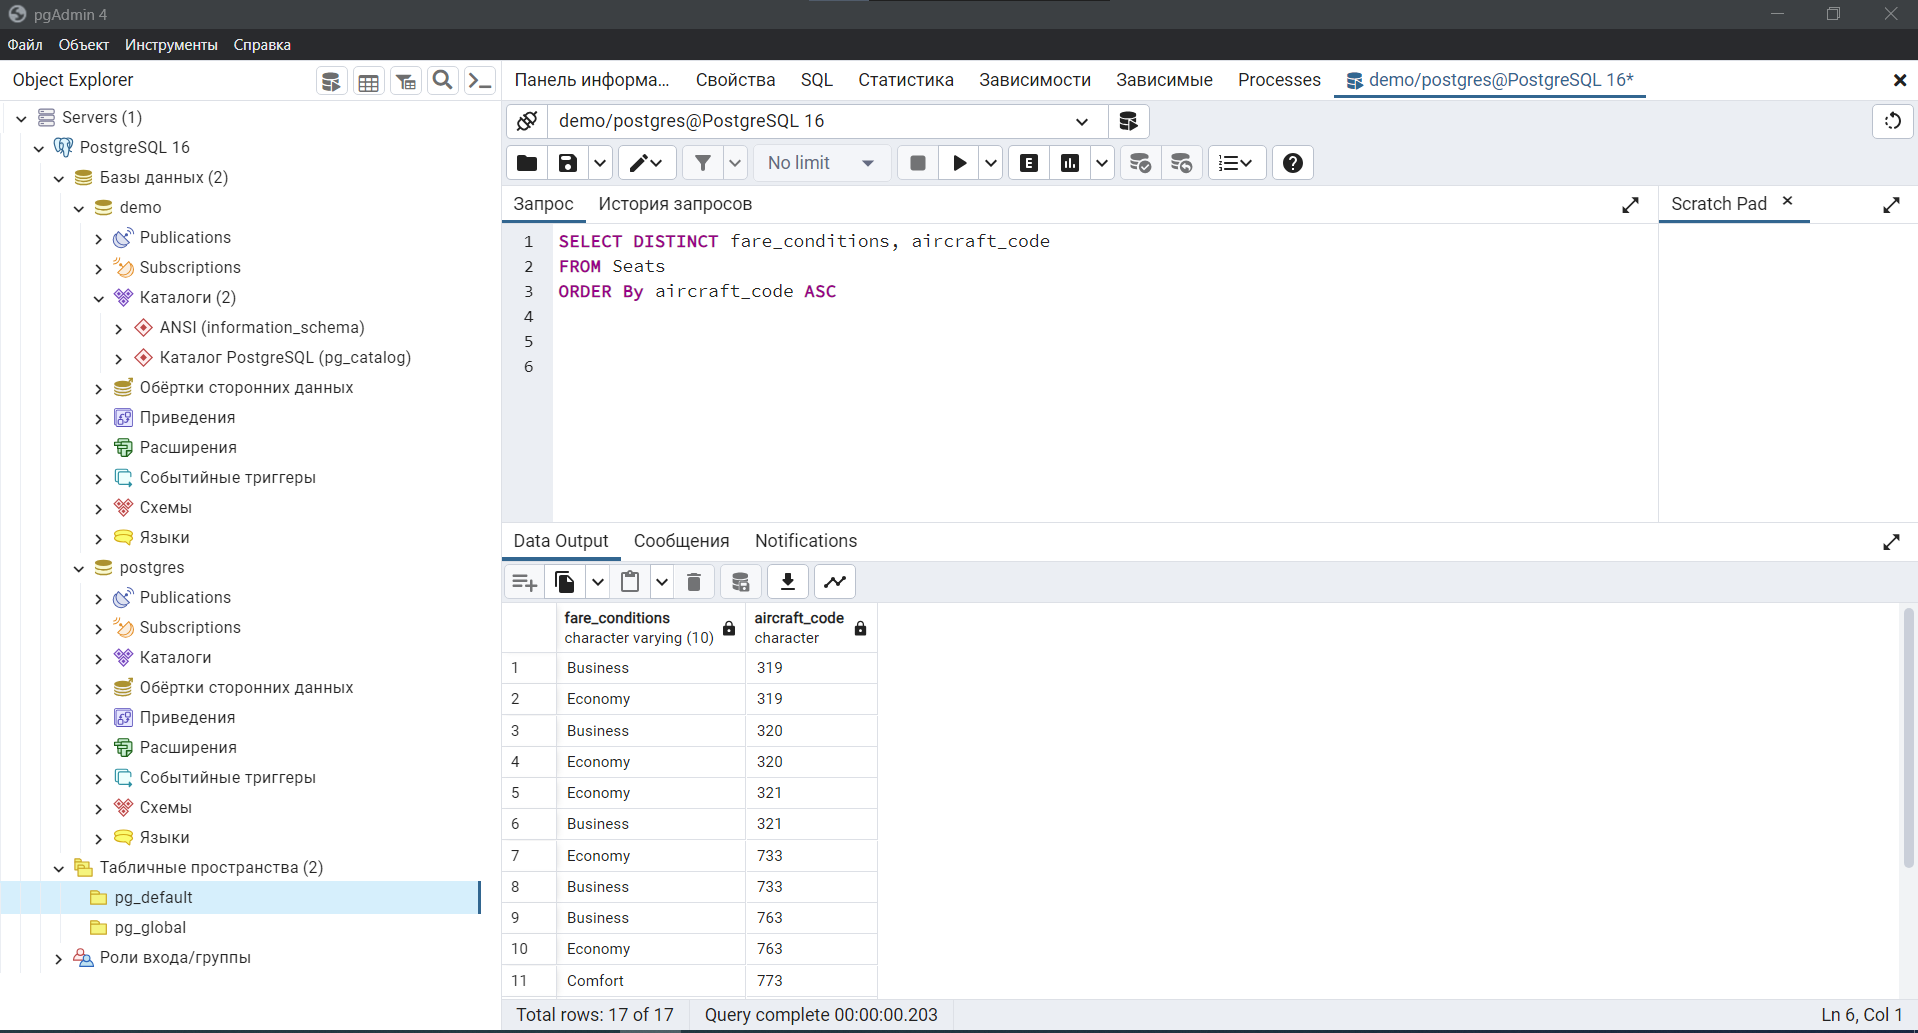 pgAdmin 4
Файл Объект Инструменты Справка
Object Explorer
Панель информа... Свойства SQL Статистика Зависимости Зависимые Processes demo/postgres@PostgreSQL 16*
Servers (1)
PostgreSQL 16
Базы данных (2)
demo
Publications
Subscriptions
Каталоги (2)
ANSI (information_schema)
Каталог PostgreSQL (pg_catalog)
Обёртки сторонних данных
Приведения
Расширения
Событийные триггеры
Схемы
Языки
postgres
Publications
Subscriptions
Каталоги
Обёртки сторонних данных
Приведения
Расширения
Событийные триггеры
Схемы
Языки
Табличные пространства (2)
pg_default
pg_global
Роли входа/группы
demo/postgres@PostgreSQL 16
No limit E
Запрос История запросов
Scratch Pad
1 SELECT DISTINCT fare_conditions, aircraft_code
2 FROM Seats
3 ORDER By aircraft_code ASC
4
5
6
Data Output Сообщения Notifications
fare_conditions aircraft_code
character varying (10) character
1 Business 319
2 Economy 319
3 Business 320
4 Economy 320
5 Economy 321
6 Business 321
7 Economy 733
8 Business 733
9 Business 763
10 Economy 763
11 Comfort 773
Total rows: 17 of 17 Query complete 00:00:00.203 Ln 6, Col 1